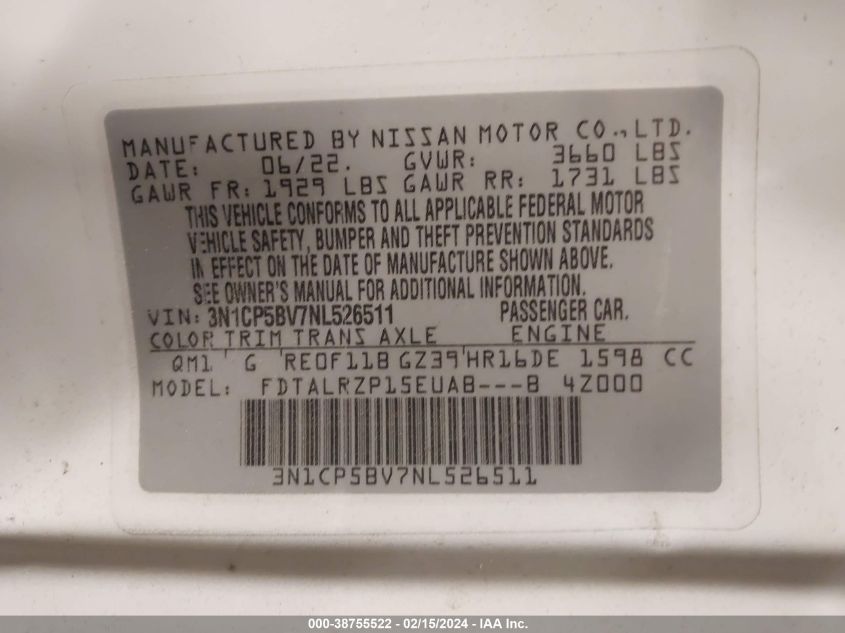 MANUFACTURED BY NISSAN MOTOR CO., LTD.
DATE: 06/22. GVWR: 3660 LBS
GAWR FR: 1929 LBS GAWR RR: 1731 LBS
THIS VEHICLE CONFORMS TO ALL APPLICABLE FEDERAL MOTOR
VEHICLE SAFETY, BUMPER AND THEFT PREVENTION STANDARDS
IN EFFECT ON THE DATE OF MANUFACTURE SHOWN ABOVE.
SEE OWNER'S MANUAL FOR ADDITIONAL INFORMATION.
VIN: 3N1CP5BV7NL526511 PASSENGER CAR.
COLOR TRIM TRANS AXLE ENGINE
QM1 G RE0F11B GZ39 HR16DE 1598 CC
MODEL: FDTALRZP15EUAB---B 4Z000
3N1CP5BV7NL526511
000-38755522 - 02/15/2024 - IAA Inc.